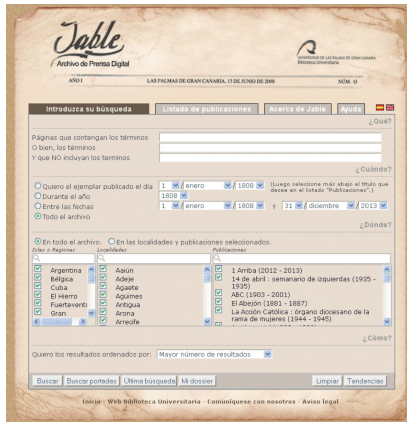 Jable
Archivo de Prensa Digital
UNIVERSIDAD DE LAS PALMAS DE GRAN CANARIA
Biblioteca Universitaria
AÑO I
LAS PALMAS DE GRAN CANARIA, 13 DE JUNIO DE 2008
NÚM. 0
Introduzca su búsqueda
Listado de publicaciones
Acerca de Jable
Ayuda
¿Qué?
Páginas que contengan los términos
O bien, los términos
Y que NO incluyan los terminos
¿Cuándo?
Quiero el ejemplar publicado el día 1 / enero / 1808 (Luego seleccione más abajo el título que
desee en el listado "Publicaciones".)
Durante el año 1808
Entre las fechas 1 / enero / 1808 y 31 / diciembre / 2013
Todo el archivo
¿Dónde?
En todo el archivo. En las localidades y publicaciones seleccionados.
Islas o Regiones
Argentina
Bélgica
Cuba
El Hierro
Fuerteventu
Gran
Localidades
Aaiún
Adeje
Agaete
Agüimes
Antigua
Arona
Arrecife
Publicaciones
1 Arriba (2012 - 2013)
14 de abril : semanario de izquierdas (1935 -
1935)
ABC (1903 - 2001)
El Abejón (1881 - 1887)
La Acción Católica : órgano diocesano de la
rama de mujeres (1944 - 1945)
¿Cómo?
Quiero los resultados ordenados por: Mayor número de resultados
Buscar Buscar portadas Última búsqueda Mi dossier Limpiar Tendencias
Inicio - Web Biblioteca Universitaria - Comuníquese con nosotros - Aviso legal